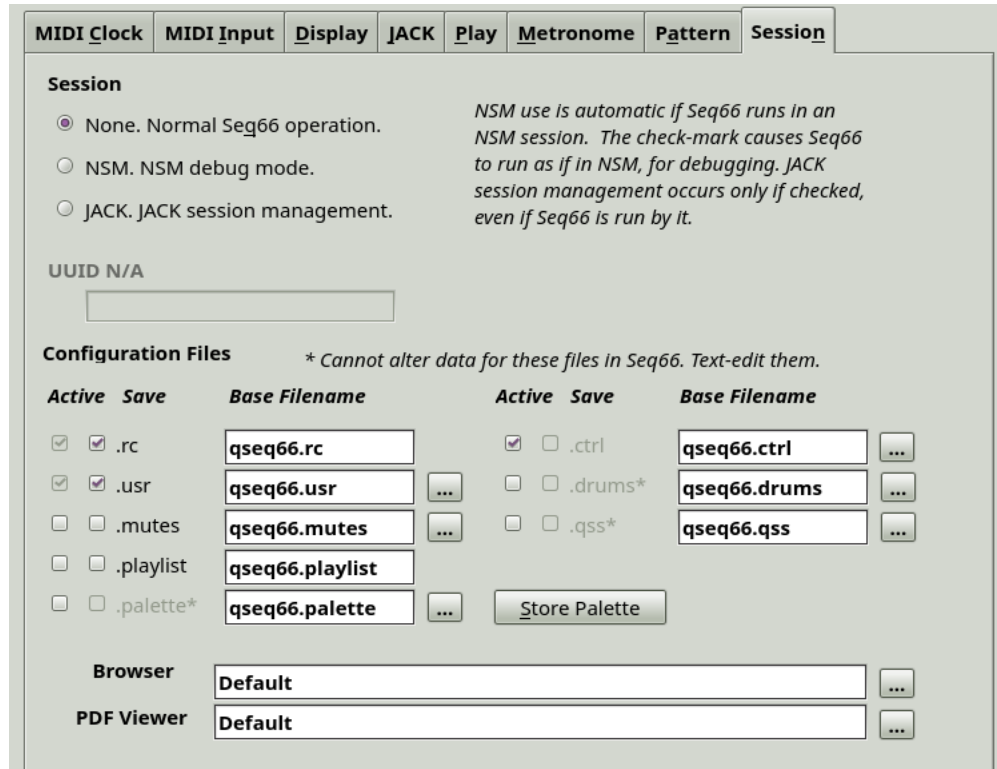 MIDI Clock MIDI Input Display JACK Play Metronome Pattern Session
Session
None. Normal Seq66 operation.
NSM. NSM debug mode.
JACK. JACK session management.
NSM use is automatic if Seq66 runs in an
NSM session. The check-mark causes Seq66
to run as if in NSM, for debugging. JACK
session management occurs only if checked,
even if Seq66 is run by it.
UUID N/A
Configuration Files * Cannot alter data for these files in Seq66. Text-edit them.
Active Save Base Filename Active Save Base Filename
.rc qseq66.rc .ctrl qseq66.ctrl ...
.usr qseq66.usr ... .drums* qseq66.drums ...
.mutes qseq66.mutes ... .qss* qseq66.qss ...
.playlist qseq66.playlist
.palette* qseq66.palette ... Store Palette
Browser Default ...
PDF Viewer Default ...